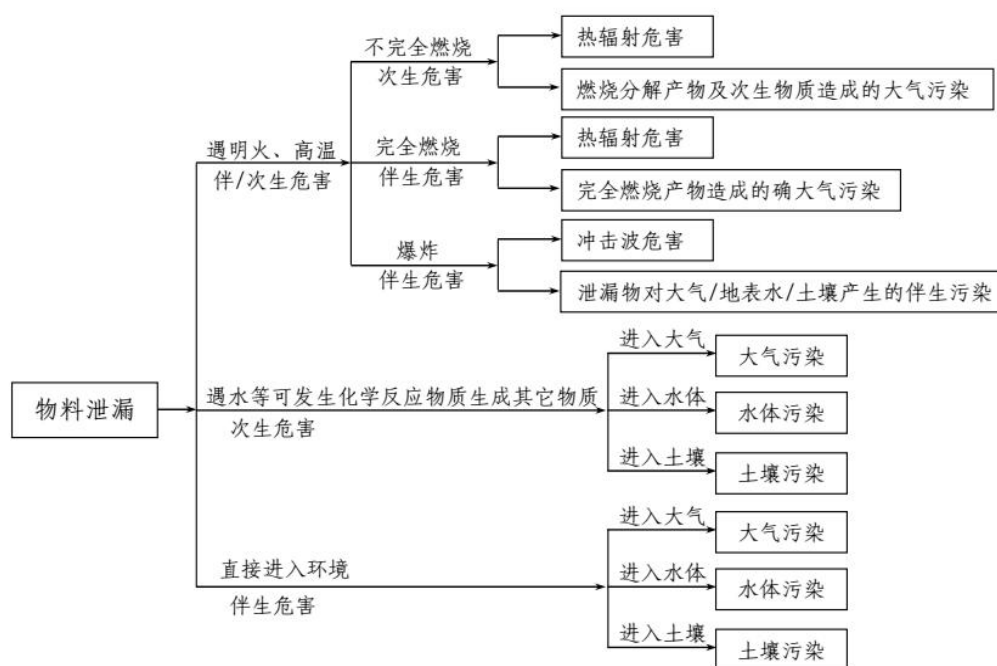 不完全燃烧
次生危害
热辐射危害
燃烧分解产物及次生物质造成的大气污染
遇明火、高温
伴/次生危害
完全燃烧
伴生危害
热辐射危害
完全燃烧产物造成的确大气污染
爆炸
伴生危害
冲击波危害
泄漏物对大气/地表水/土壤产生的伴生污染
物料泄漏
遇水等可发生化学反应物质生成其它物质
次生危害
进入大气
大气污染
进入水体
水体污染
进入土壤
土壤污染
直接进入环境
伴生危害
进入大气
大气污染
进入水体
水体污染
进入土壤
土壤污染